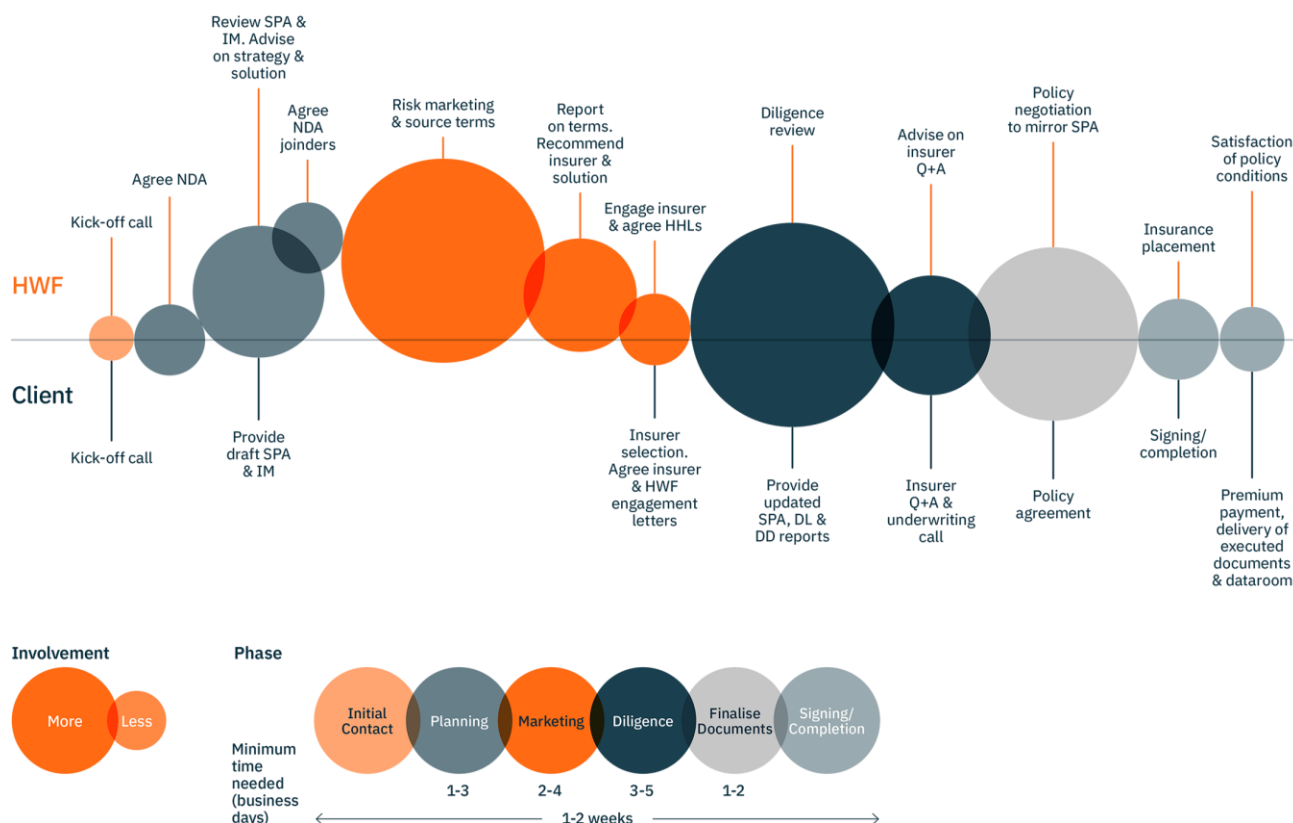 Review SPA &
IM. Advise
on strategy &
solution
Agree
NDA
joinders
Agree NDA
Kick-off call
Risk marketing
& source terms
Report
on terms.
Recommend
insurer &
solution
Engage insurer
& agree HHLs
Diligence
review
Advise on
insurer
Q+A
Policy
negotiation
to mirror SPA
Insurance
placement
Satisfaction
of policy
conditions
HWF
Client
Kick-off call
Provide
draft SPA
& IM
Insurer
selection.
Agree insurer
& HWF
engagement
letters
Provide
updated
SPA, DL &
DD reports
Insurer
Q+A &
underwriting
call
Policy
agreement
Signing/
completion
Premium
payment,
delivery of
executed
documents
& dataroom
Involvement
More
Less
Phase
Initial
Contact
Planning
Marketing
Diligence
Finalise
Documents
Signing/
Completion
Minimum
time
needed
(business
days)
1-3
2-4
3-5
1-2
1-2 weeks